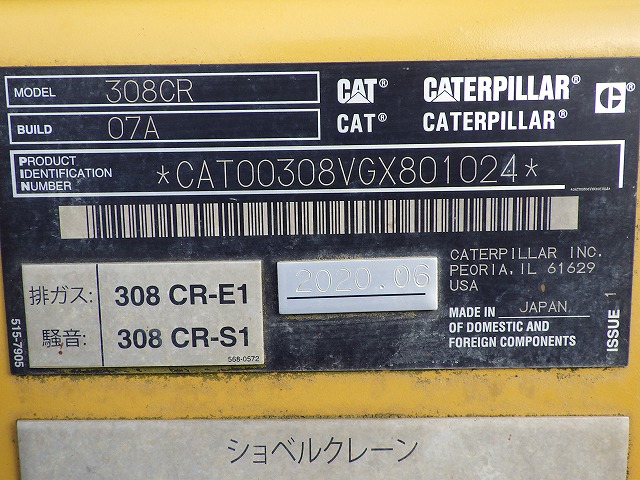 MODEL 308CR CAT® CATERPILLAR®
BUILD 07A CAT® CATERPILLAR®
PRODUCT IDENTIFICATION NUMBER *CAT00308VGX801024*
CATERPILLAR INC.
PEORIA, IL 61629
USA
排ガス: 308 CR-E1
騒音: 308 CR-S1
568-0572
2020.06
MADE IN JAPAN
OF DOMESTIC AND
FOREIGN COMPONENTS
515-7905
ISSUE 1
ショベルクレーン